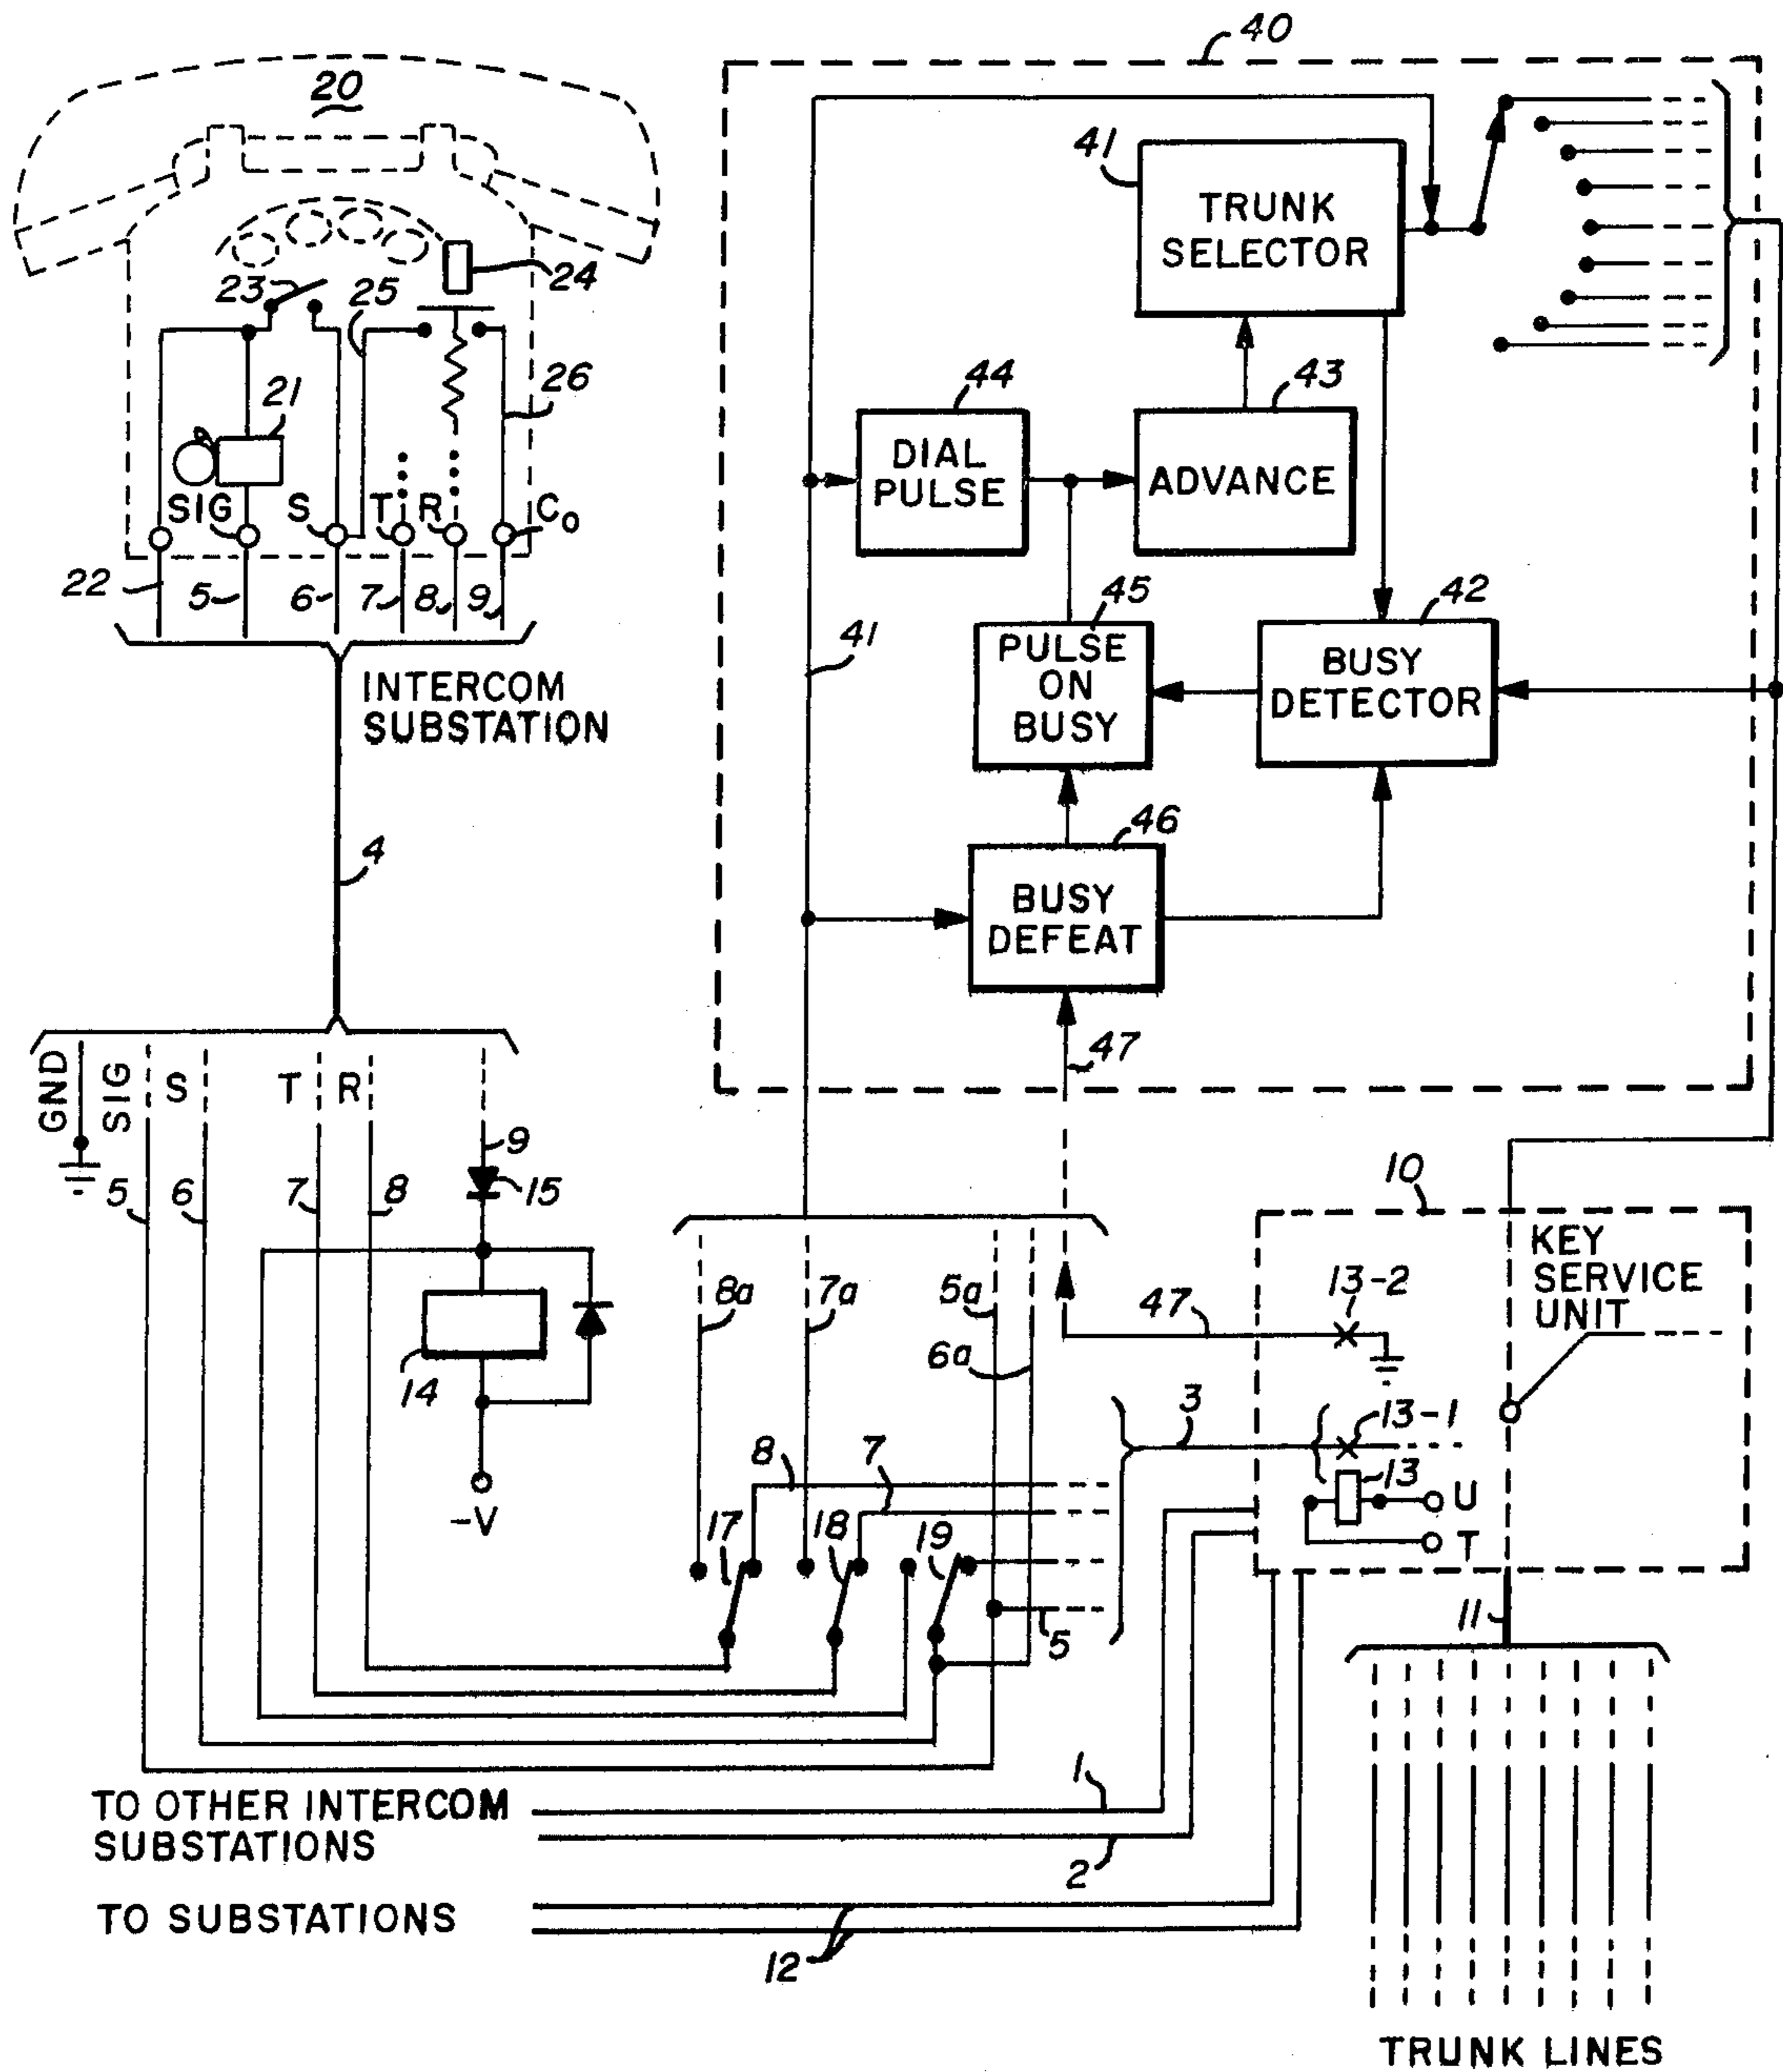 40
20
41
TRUNK
SELECTOR
24
23
25
44
43
26
21
DIAL
PULSE
ADVANCE
SIG
S
T
R
C₀
22
5
6
7
8
9
45
42
41
PULSE
ON
BUSY
BUSY
DETECTOR
INTERCOM
SUBSTATION
46
4
BUSY
DEFEAT
47
GND
SIG
S
T
R
9
10
5
6
7
8
15
KEY
SERVICE
UNIT
13-2
8a
7a
5a
47
6a
14
3
13-1
8
7
13
U
-V
17
18
19
T
5
11
1
TO OTHER INTERCOM
SUBSTATIONS
2
TO SUBSTATIONS
12
TRUNK LINES